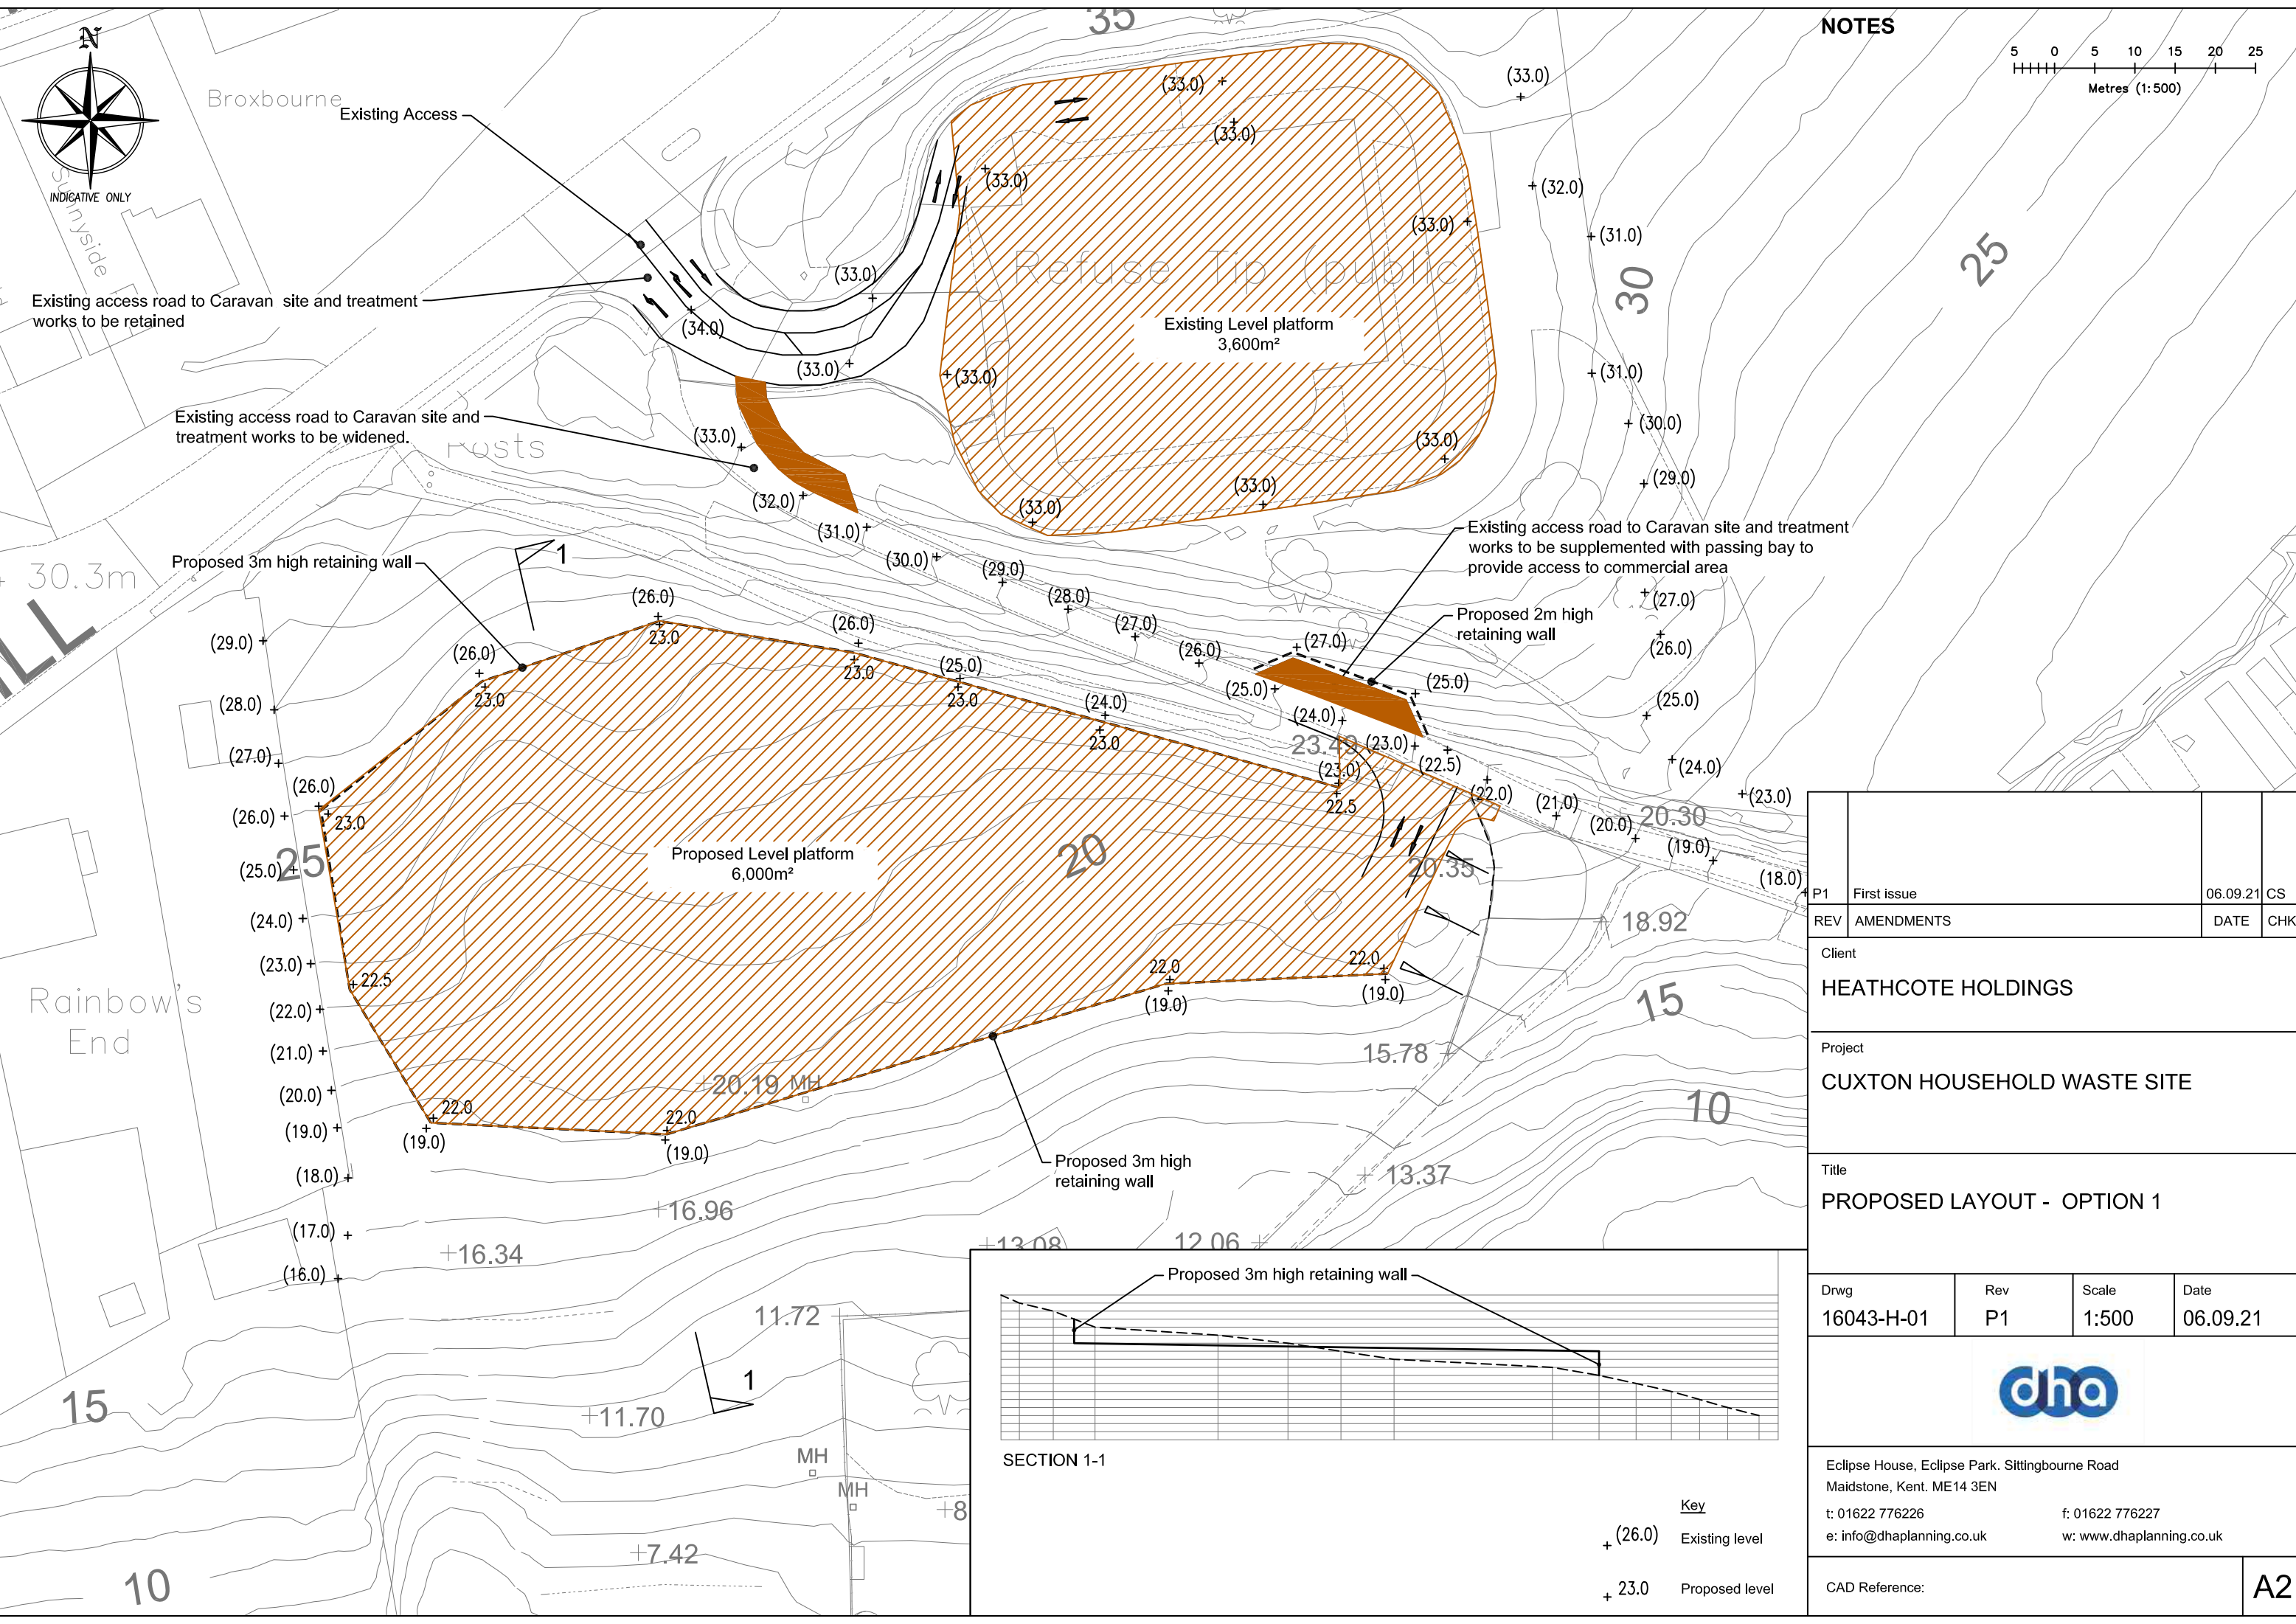 35
NOTES
5 0 5 10 15 20 25
Metres (1:500)
N
INDICATIVE ONLY
Broxbourne
Sunnyside
Existing Access
Existing access road to Caravan site and treatment
works to be retained
Existing access road to Caravan site and
treatment works to be widened.
Posts
(34.0)
(33.0)
(33.0)
(33.0)
(33.0)
(33.0)
(33.0)
(33.0)
(33.0)
(33.0)
(33.0)
(33.0)
Refuse Tip (public)
Existing Level platform
3,600m²
(33.0)
(32.0)
(31.0)
30
25
(31.0)
(30.0)
(29.0)
(27.0)
(26.0)
(25.0)
(24.0)
(23.0)
(33.0)
(32.0)
(31.0)
(30.0)
(29.0)
(28.0)
(27.0)
(26.0)
(25.0)
(24.0)
(23.0)
(22.5)
(22.0)
(21.0)
(20.0)
(19.0)
(18.0)
(27.0)
(25.0)
Existing access road to Caravan site and treatment
works to be supplemented with passing bay to
provide access to commercial area
Proposed 2m high
retaining wall
Proposed 3m high retaining wall
1
30.3m
(29.0)
(28.0)
(27.0)
(26.0)
(25.0)
(24.0)
(23.0)
(22.0)
(21.0)
(20.0)
(19.0)
(18.0)
(17.0)
(16.0)
25
(26.0)
23.0
(26.0)
23.0
(26.0)
23.0
(26.0)
23.0
(25.0)
23.0
(24.0)
23.0
(23.0)
22.5
23.49
20.30
20.35
18.92
Proposed Level platform
6,000m²
20
22.5
22.0
(19.0)
22.0
(19.0)
22.0
(19.0)
22.0
(19.0)
20.19 MH
15
15.78
10
13.37
Proposed 3m high
retaining wall
Rainbow's
End
16.96
16.34
13.08
12.06
11.72
1
11.70
15
MH
MH
7.42
10
Proposed 3m high retaining wall
SECTION 1-1
Key
(26.0) Existing level
23.0 Proposed level
P1 First issue 06.09.21 CS
REV AMENDMENTS DATE CHK
Client
HEATHCOTE HOLDINGS
Project
CUXTON HOUSEHOLD WASTE SITE
Title
PROPOSED LAYOUT - OPTION 1
Drwg Rev Scale Date
16043-H-01 P1 1:500 06.09.21
dha
Eclipse House, Eclipse Park. Sittingbourne Road
Maidstone, Kent. ME14 3EN
t: 01622 776226 f: 01622 776227
e: info@dhaplanning.co.uk w: www.dhaplanning.co.uk
CAD Reference:
A2